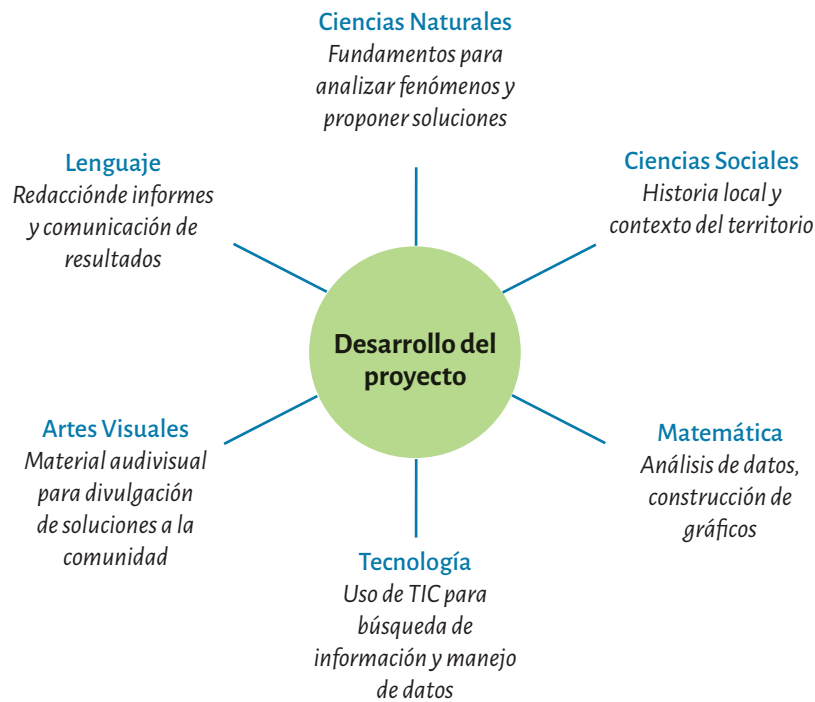 Ciencias Naturales
Fundamentos para
analizar fenómenos y
proponer soluciones
Ciencias Sociales
Historia local y
contexto del territorio
Matemática
Análisis de datos,
construcción de
gráficos
Tecnología
Uso de TIC para
búsqueda de
información y manejo
de datos
Artes Visuales
Material audivisual
para divulgación
de soluciones a la
comunidad
Lenguaje
Redacciónde informes
y comunicación de
resultados
Desarrollo del
proyecto